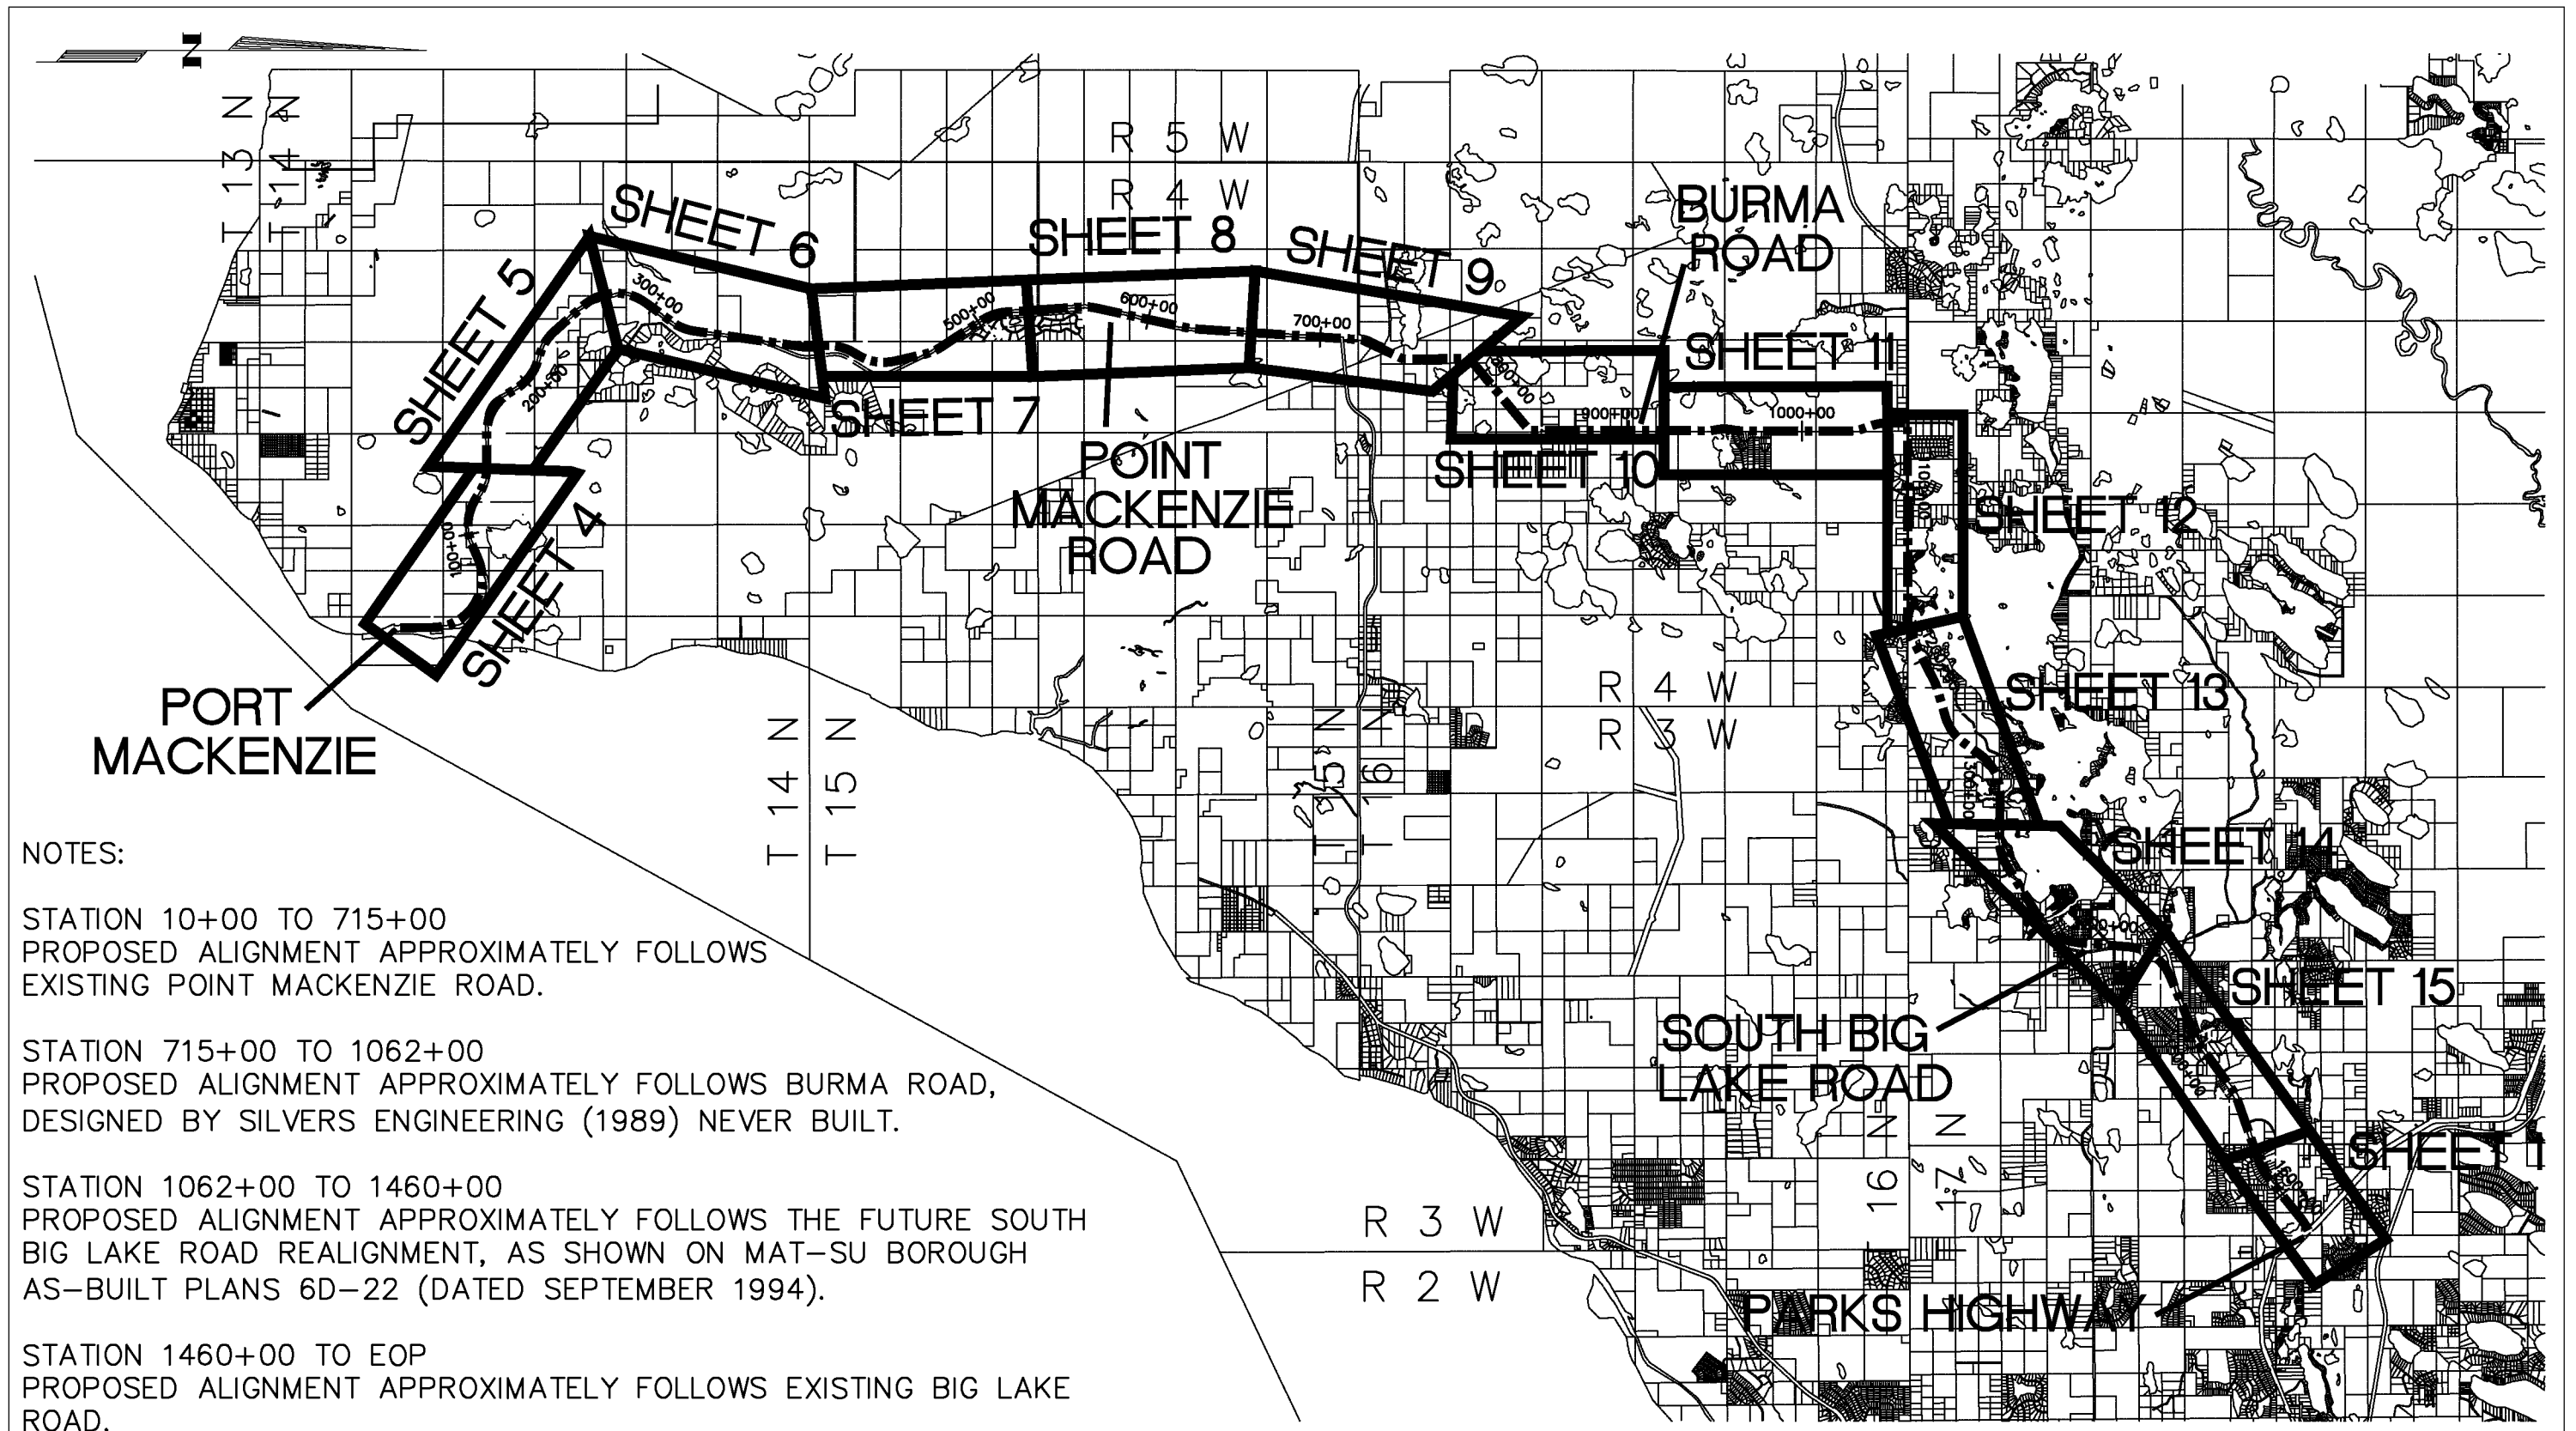 N
T 13 N
T 14 N
R 5 W
R 4 W
BURMA
ROAD
SHEET 6
SHEET 8
SHEET 9
SHEET 5
300+00
500+00
600+00
700+00
SHEET 11
200+00
SHEET 7
900+00
1000+00
POINT
MACKENZIE
ROAD
SHEET 10
SHEET 12
100+00
SHEET 4
PORT
MACKENZIE
R 4 W
R 3 W
SHEET 13
T 14 N
T 15 N
T 15 N
T 16 N
SHEET 14
SHEET 15
SOUTH BIG
LAKE ROAD
16 N
17 N
SHEET 1
1600+00
R 3 W
R 2 W
PARKS HIGHWAY
NOTES:
STATION 10+00 TO 715+00
PROPOSED ALIGNMENT APPROXIMATELY FOLLOWS
EXISTING POINT MACKENZIE ROAD.
STATION 715+00 TO 1062+00
PROPOSED ALIGNMENT APPROXIMATELY FOLLOWS BURMA ROAD,
DESIGNED BY SILVERS ENGINEERING (1989) NEVER BUILT.
STATION 1062+00 TO 1460+00
PROPOSED ALIGNMENT APPROXIMATELY FOLLOWS THE FUTURE SOUTH
BIG LAKE ROAD REALIGNMENT, AS SHOWN ON MAT-SU BOROUGH
AS-BUILT PLANS 6D-22 (DATED SEPTEMBER 1994).
STATION 1460+00 TO EOP
PROPOSED ALIGNMENT APPROXIMATELY FOLLOWS EXISTING BIG LAKE
ROAD.